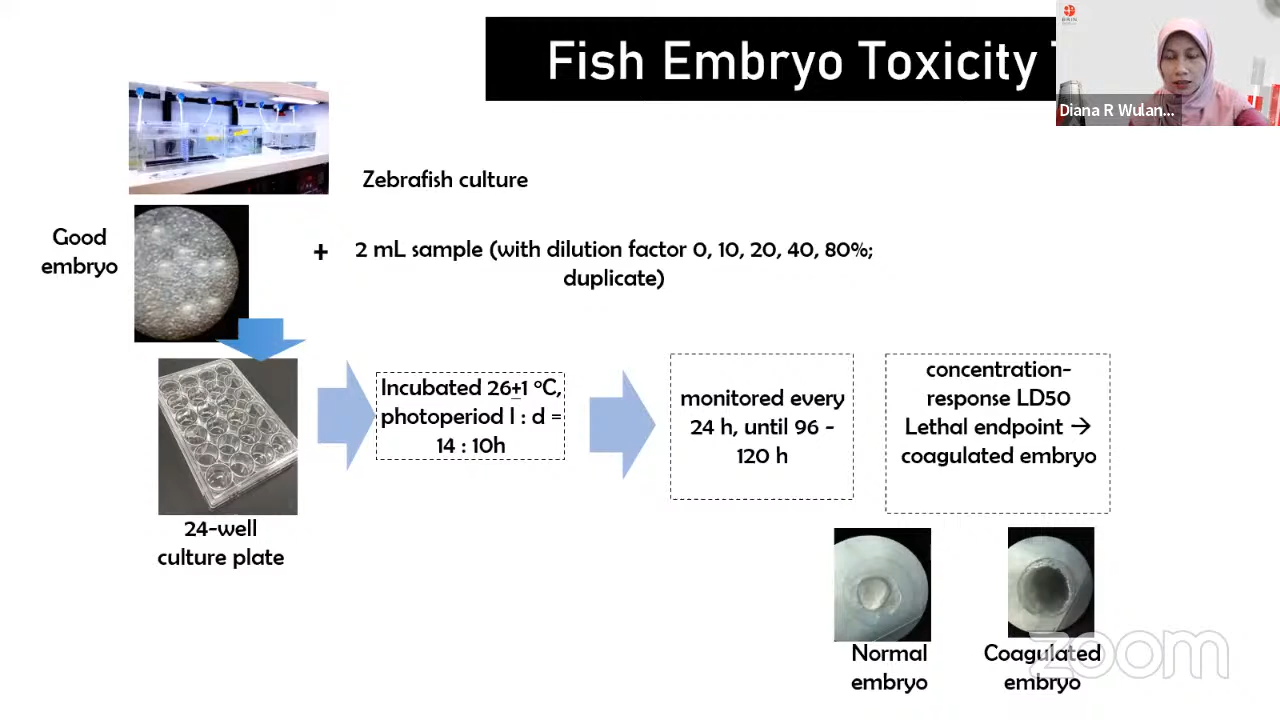 Fish Embryo Toxicity
BRIN
Diana R Wulan...
Zebrafish culture
Good
embryo
+ 2 mL sample (with dilution factor 0, 10, 20, 40, 80%;
duplicate)
24-well
culture plate
Incubated 26±1 ºC,
photoperiod l : d =
14 : 10h
monitored every
24 h, until 96 -
120 h
concentration-
response LD50
Lethal endpoint →
coagulated embryo
Normal
embryo
Coagulated
embryo
zoom